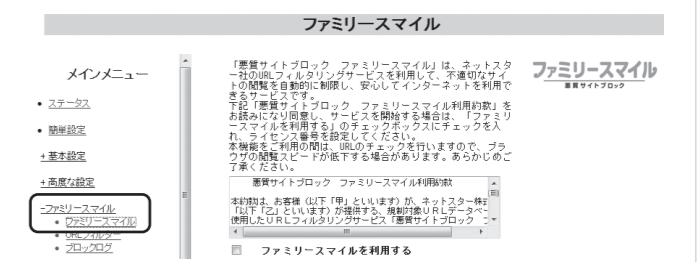 ファミリースマイル
メインメニュー
ステータス
簡単設定
+基本設定
+高度な設定
-ファミリースマイル
ファミリースマイル
URLフィルター
ブロックログ
「悪質サイトブロック ファミリースマイル」は、ネットスタ
ー社のURLフィルタリングサービスを利用して、不適切なサイ
トの閲覧を自動的に制限し、安心してインターネットを利用で
きるサービスです。
下記「悪質サイトブロック ファミリースマイル利用約款」を
お読みになり同意し、サービスを開始する場合は、「ファミリ
ースマイルを利用する」のチェックボックスにチェックを入
れ、ライセンス番号を設定してください。
本機能をご利用の間は、URLのチェックを行いますので、ブラ
ウザの閲覧スピードが低下する場合があります。あらかじめご
了承ください。
悪質サイトブロック ファミリースマイル利用約款
本約款は、お客様（以下「甲」といいます）が、ネットスター株
「以下「乙」といいます）が提供する、規制対象ＵＲＬデータベー
使用したＵＲＬフィルタリングサービス「悪質サイトブロック
ファミリースマイルを利用する
ファミリースマイル
悪質サイトブロック